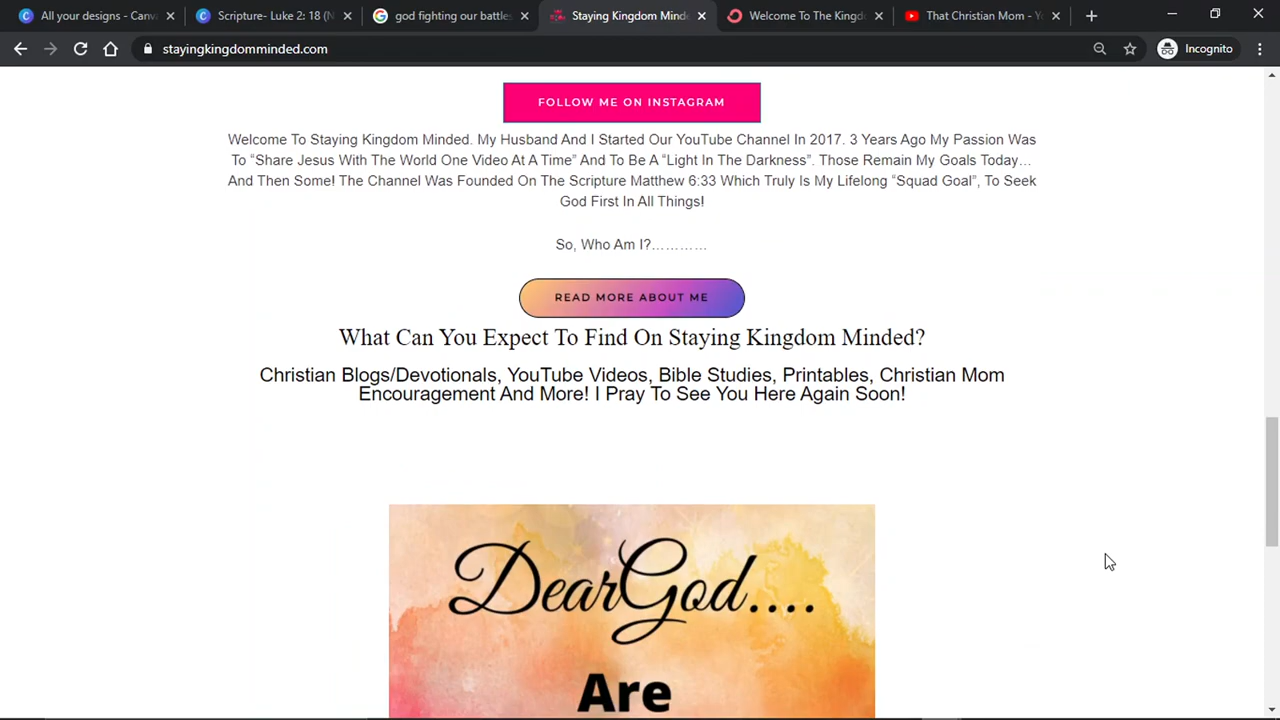 All your designs - Canv
Scripture- Luke 2: 18 (N
god fighting our battles
Staying Kingdom Minde
Welcome To The Kingd
That Christian Mom - Yo
stayingkingdomminded.com
Incognito
FOLLOW ME ON INSTAGRAM
Welcome To Staying Kingdom Minded. My Husband And I Started Our YouTube Channel In 2017. 3 Years Ago My Passion Was
To “Share Jesus With The World One Video At A Time” And To Be A “Light In The Darkness”. Those Remain My Goals Today…
And Then Some! The Channel Was Founded On The Scripture Matthew 6:33 Which Truly Is My Lifelong “Squad Goal”, To Seek
God First In All Things!
So, Who Am I?…………
READ MORE ABOUT ME
What Can You Expect To Find On Staying Kingdom Minded?
Christian Blogs/Devotionals, YouTube Videos, Bible Studies, Printables, Christian Mom
Encouragement And More! I Pray To See You Here Again Soon!
DearGod....
Are